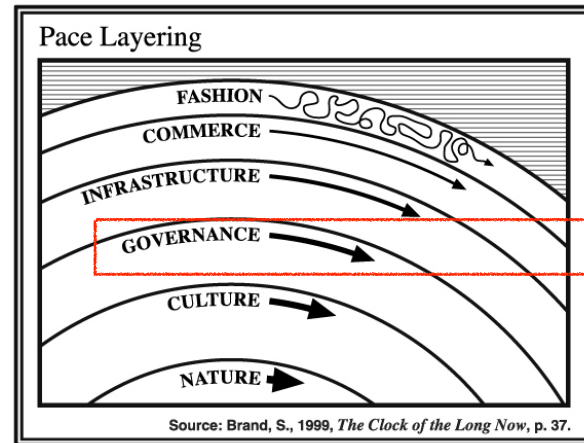 Pace Layering
FASHION
COMMERCE
INFRASTRUCTURE
GOVERNANCE
CULTURE
NATURE
Source: Brand, S., 1999, The Clock of the Long Now, p. 37.